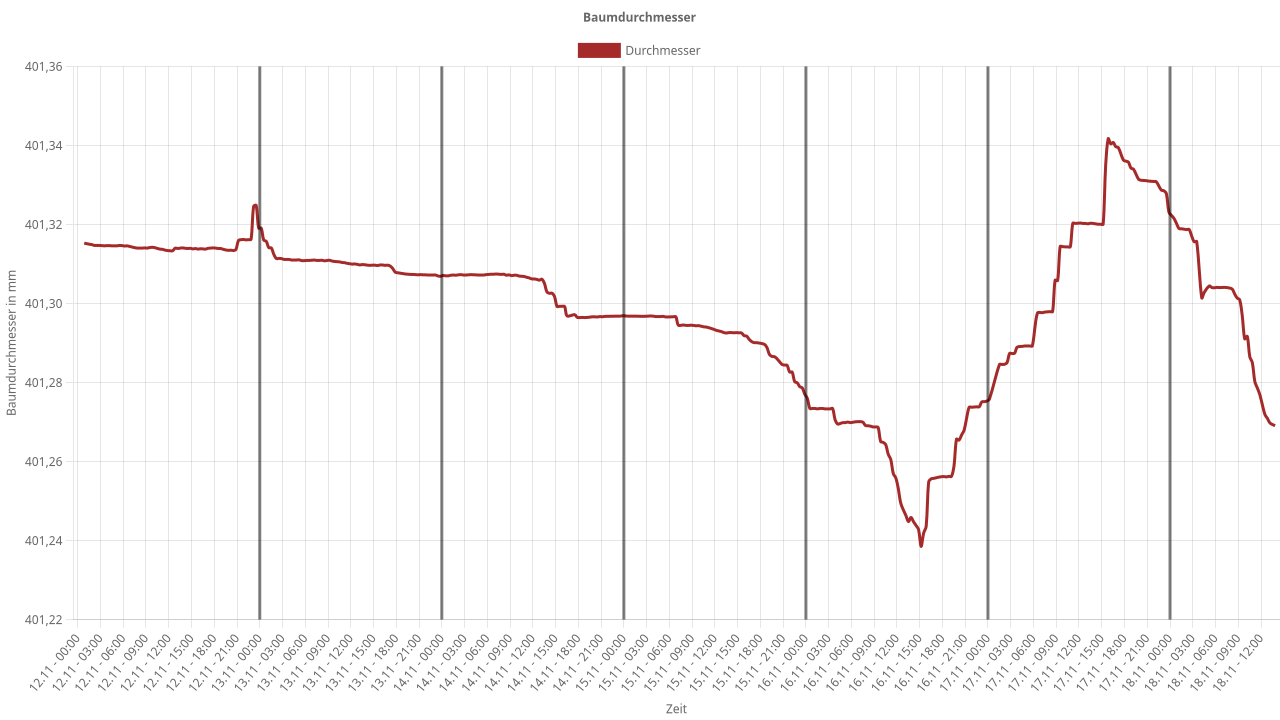 Baumdurchmesser
Durchmesser
401,36
401,34
401,32
401,30
401,28
401,26
401,24
401,22
Baumdurchmesser in mm
12.11 - 00:00
12.11 - 03:00
12.11 - 06:00
12.11 - 09:00
12.11 - 12:00
12.11 - 15:00
12.11 - 18:00
12.11 - 21:00
13.11 - 00:00
13.11 - 03:00
13.11 - 06:00
13.11 - 09:00
13.11 - 12:00
13.11 - 15:00
13.11 - 18:00
13.11 - 21:00
14.11 - 00:00
14.11 - 03:00
14.11 - 06:00
14.11 - 09:00
14.11 - 12:00
14.11 - 15:00
14.11 - 18:00
14.11 - 21:00
15.11 - 00:00
15.11 - 03:00
15.11 - 06:00
15.11 - 09:00
15.11 - 12:00
15.11 - 15:00
15.11 - 18:00
15.11 - 21:00
16.11 - 00:00
16.11 - 03:00
16.11 - 06:00
16.11 - 09:00
16.11 - 12:00
16.11 - 15:00
16.11 - 18:00
16.11 - 21:00
17.11 - 00:00
17.11 - 03:00
17.11 - 06:00
17.11 - 09:00
17.11 - 12:00
17.11 - 15:00
17.11 - 18:00
17.11 - 21:00
18.11 - 00:00
18.11 - 03:00
18.11 - 06:00
18.11 - 09:00
18.11 - 12:00
Zeit